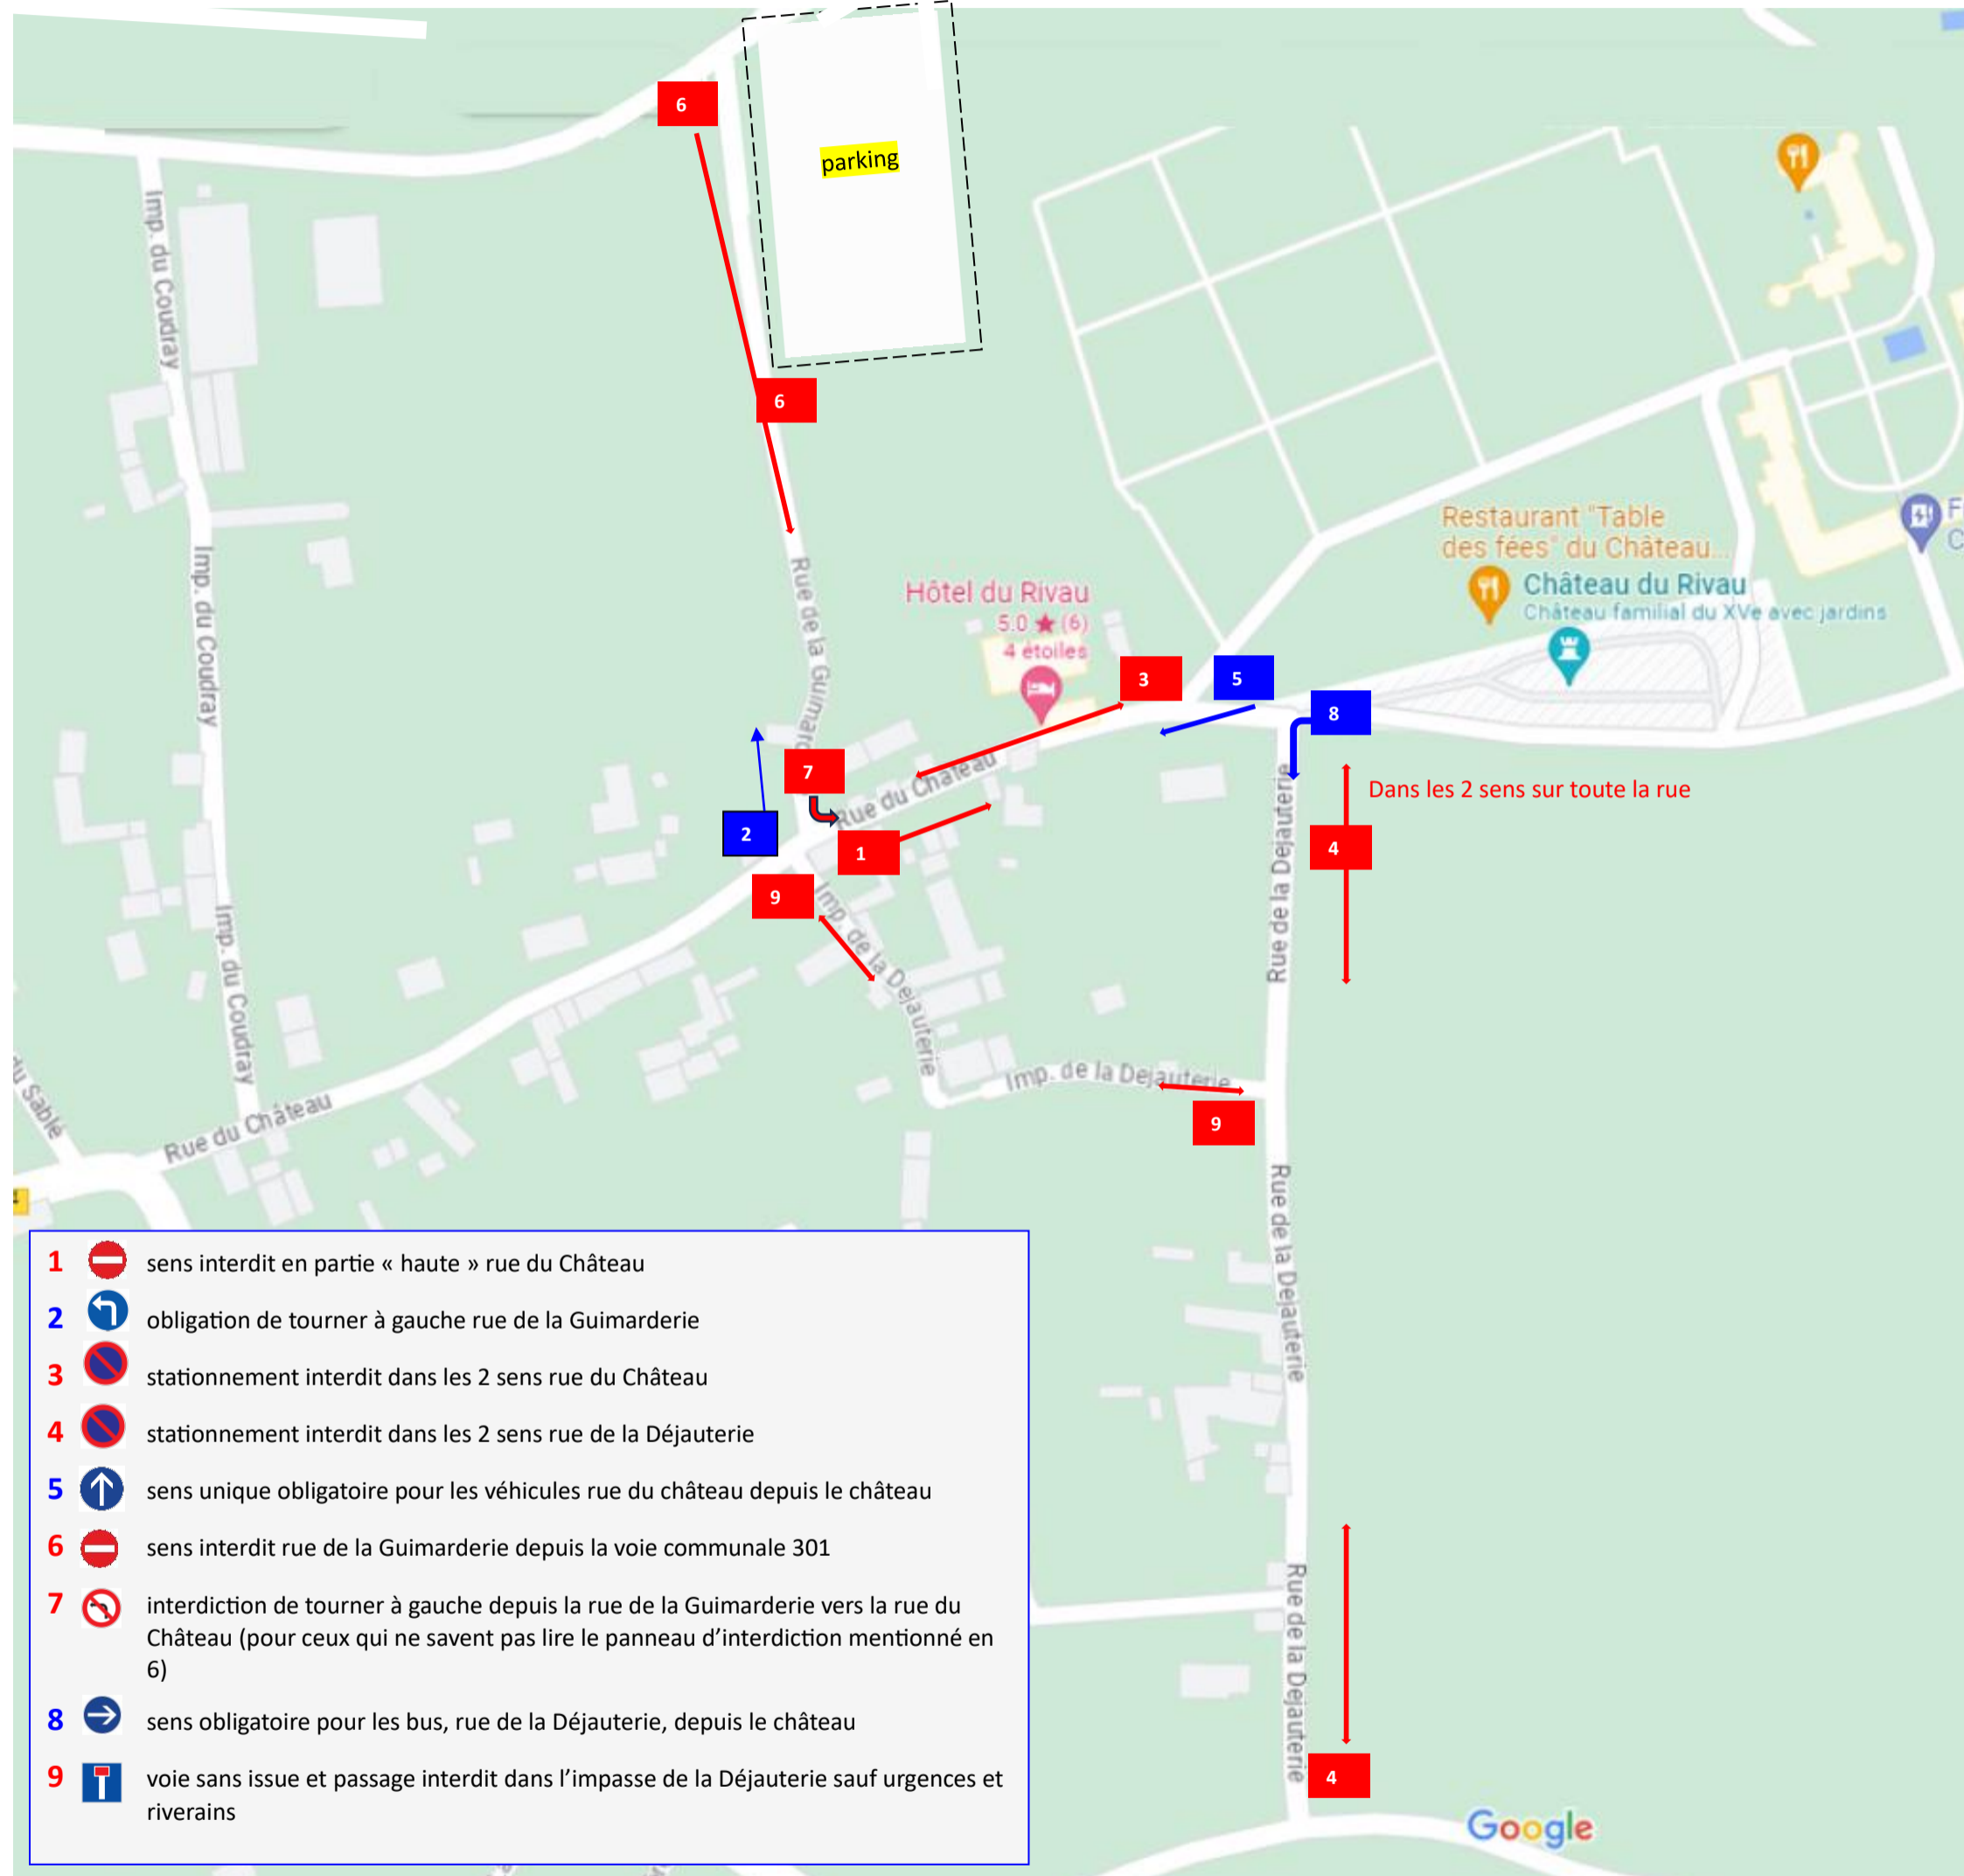 6
parking
Imp. du Coudray
6
Restaurant "Table
des fées" du Château...
F
C
Château du Rivau
Château familial du XVe avec jardins
Imp. du Coudray
Rue de la Guimard
Hôtel du Rivau
5.0 ★ (6)
4 étoiles
3
5
8
7
Rue du Château
Dans les 2 sens sur toute la rue
2
1
4
Rue de la Dejauterie
9
Imp. de la Dejauterie
Imp. du Coudray
Imp. de la Dejauterie
9
du Sablé
Rue du Château
Rue de la Dejauterie
1 sens interdit en partie « haute » rue du Château
2 obligation de tourner à gauche rue de la Guimarderie
3 stationnement interdit dans les 2 sens rue du Château
4 stationnement interdit dans les 2 sens rue de la Déjauterie
5 sens unique obligatoire pour les véhicules rue du château depuis le château
6 sens interdit rue de la Guimarderie depuis la voie communale 301
7 interdiction de tourner à gauche depuis la rue de la Guimarderie vers la rue du
Château (pour ceux qui ne savent pas lire le panneau d'interdiction mentionné en
6)
8 sens obligatoire pour les bus, rue de la Déjauterie, depuis le château
9 voie sans issue et passage interdit dans l'impasse de la Déjauterie sauf urgences et
riverains
Rue de la Dejauterie
4
Google